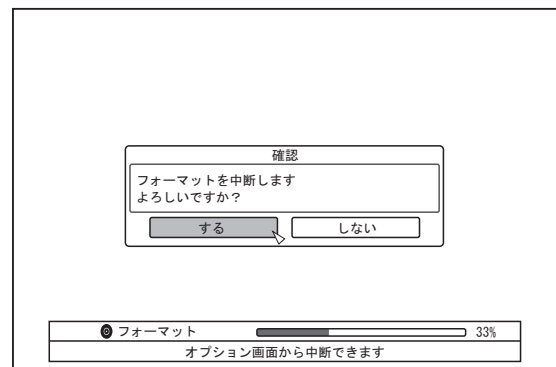 確認
フォーマットを中断します
よろしいですか？
する
しない
フォーマット 33%
オプション画面から中断できます